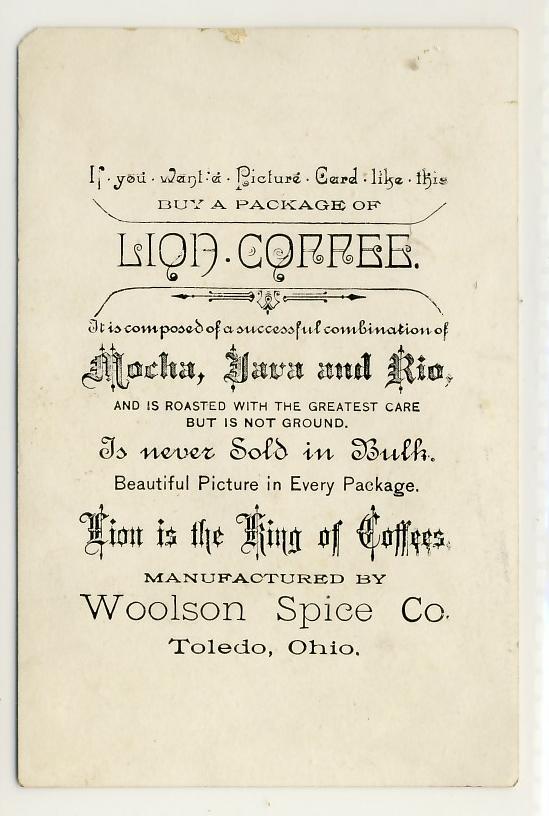 If · you · want · a · Picture · Card · like · this
BUY A PACKAGE OF
LION · COFFEE.
It is composed of a successful combination of
Mocha, Java and Rio,
AND IS ROASTED WITH THE GREATEST CARE
BUT IS NOT GROUND.
Is never Sold in Bulk.
Beautiful Picture in Every Package.
Lion is the King of Coffees.
MANUFACTURED BY
Woolson Spice Co.
Toledo, Ohio.